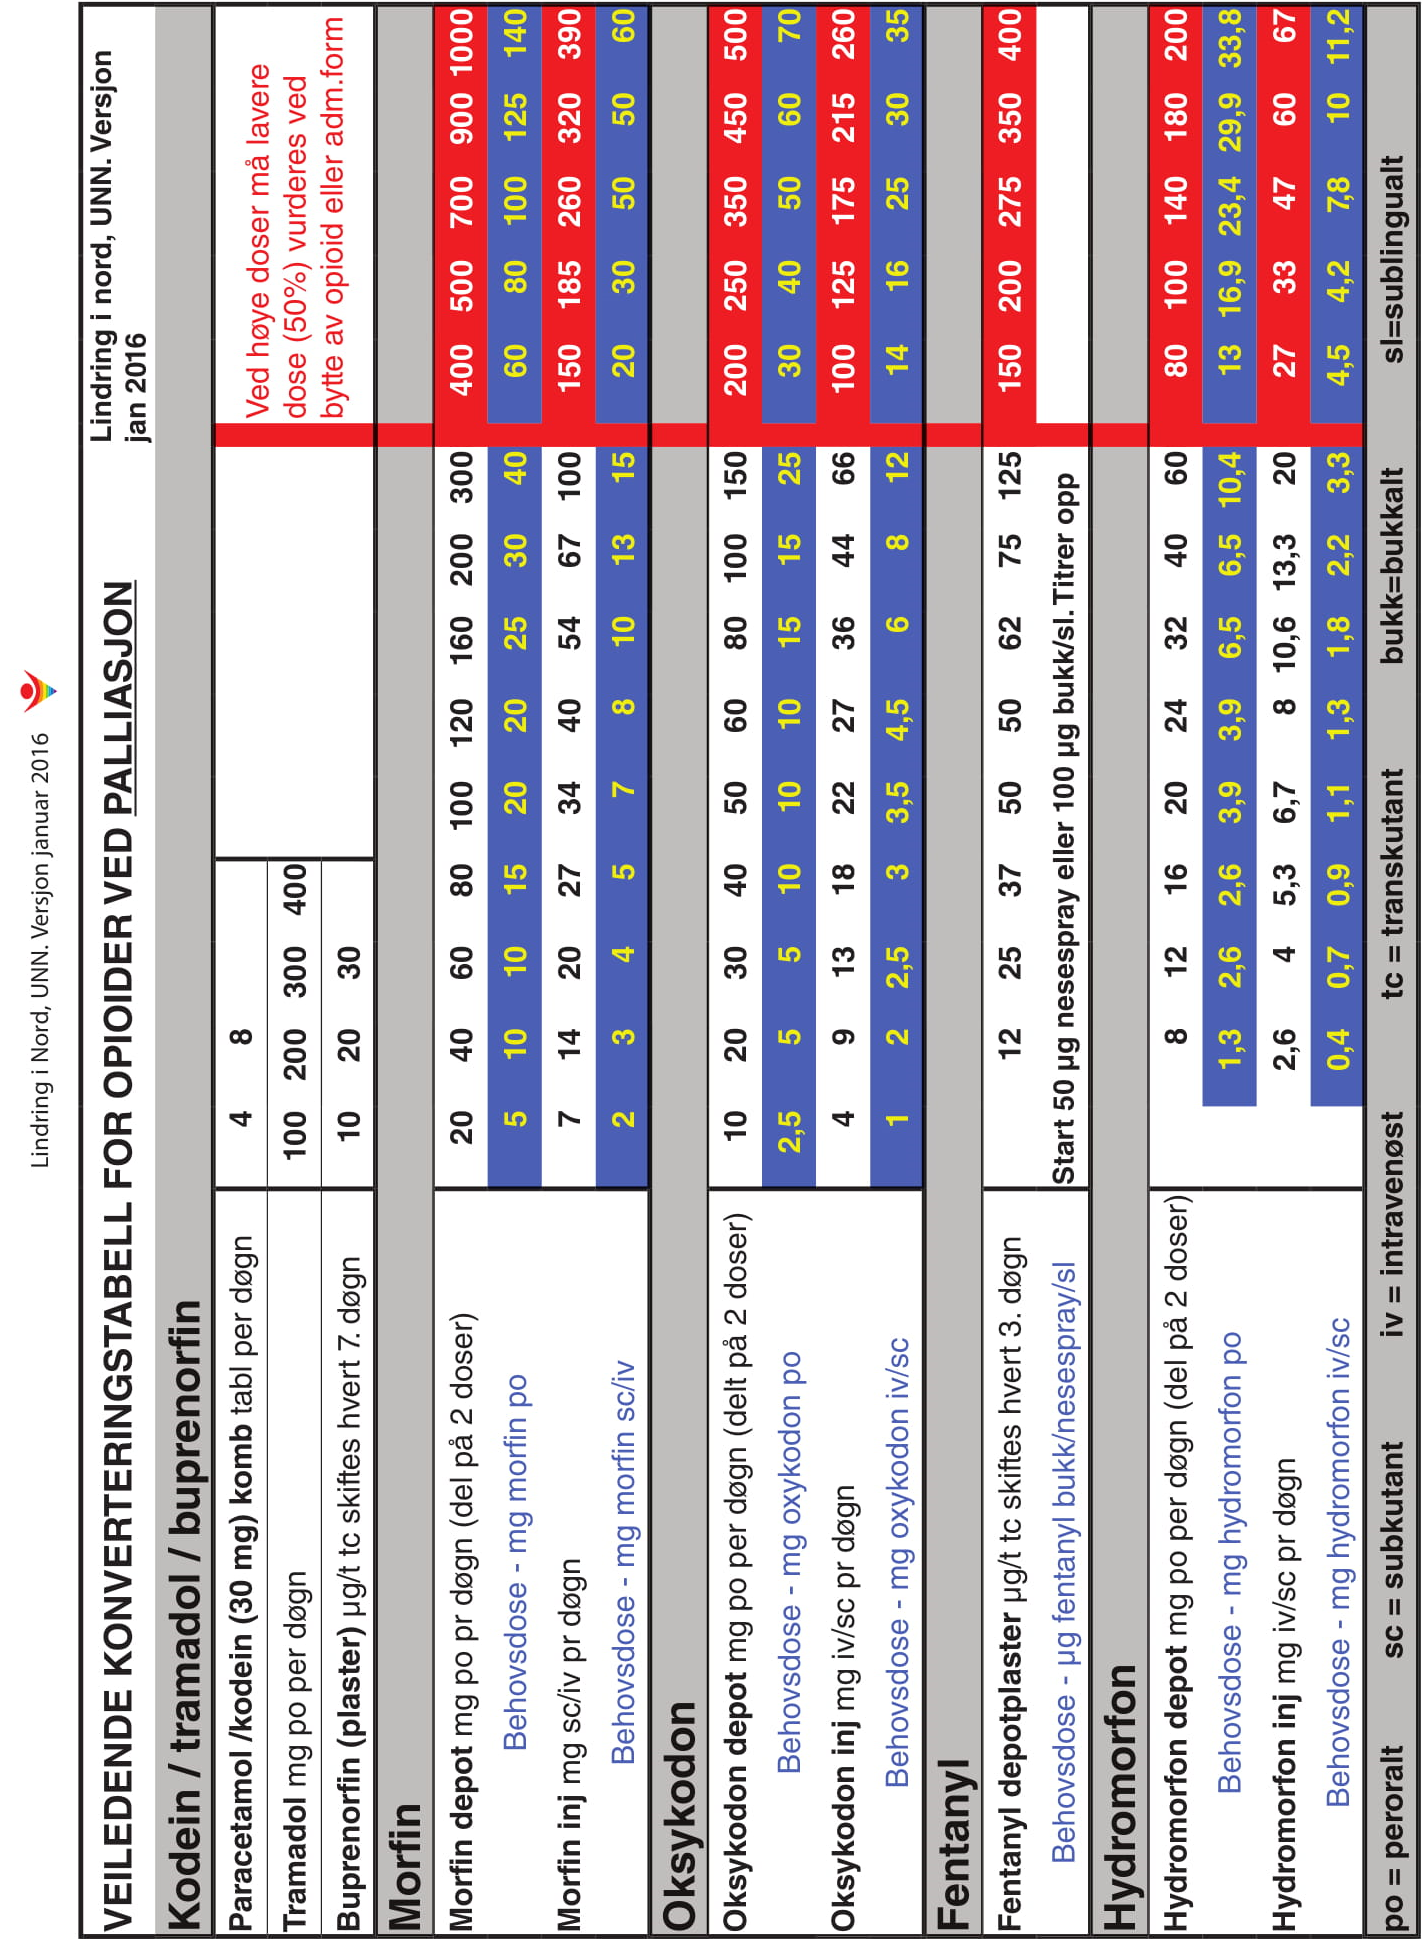 Lindring i Nord, UNN. Versjon januar 2016
VEILEDENDE KONVERTERINGSTABELL FOR OPIOIDER VED PALLIASJON
Lindring i nord, UNN. Versjon
jan 2016
Kodein / tramadol / buprenorfin
Paracetamol /kodein (30 mg) komb tabl per døgn 4 8
Tramadol mg po per døgn 100 200 300 400
Buprenorfin (plaster) µg/t tc skiftes hvert 7. døgn 10 20 30
Ved høye doser må lavere
dose (50%) vurderes ved
bytte av opioid eller adm.form
Morfin
Morfin depot mg po pr døgn (del på 2 doser) 20 40 60 80 100 120 160 200 300 400 500 700 900 1000
Behovsdose - mg morfin po 5 10 10 15 20 20 25 30 40 60 80 100 125 140
Morfin inj mg sc/iv pr døgn 7 14 20 27 34 40 54 67 100 150 185 260 320 390
Behovsdose - mg morfin sc/iv 2 3 4 5 7 8 10 13 15 20 30 50 50 60
Oksykodon
Oksykodon depot mg po per døgn (delt på 2 doser) 10 20 30 40 50 60 80 100 150 200 250 350 450 500
Behovsdose - mg oxykodon po 2,5 5 5 10 10 10 15 15 25 30 40 50 60 70
Oksykodon inj mg iv/sc pr døgn 4 9 13 18 22 27 36 44 66 100 125 175 215 260
Behovsdose - mg oxykodon iv/sc 1 2 2,5 3 3,5 4,5 6 8 12 14 16 25 30 35
Fentanyl
Fentanyl depotplaster µg/t tc skiftes hvert 3. døgn 12 25 37 50 50 62 75 125 150 200 275 350 400
Behovsdose - µg fentanyl bukk/nesespray/sl Start 50 µg nesespray eller 100 µg bukk/sl. Titrer opp
Hydromorfon
Hydromorfon depot mg po per døgn (del på 2 doser) 8 12 16 20 24 32 40 60 80 100 140 180 200
Behovsdose - mg hydromorfon po 1,3 2,6 2,6 3,9 3,9 6,5 6,5 10,4 13 16,9 23,4 29,9 33,8
Hydromorfon inj mg iv/sc pr døgn 2,6 4 5,3 6,7 8 10,6 13,3 20 27 33 47 60 67
Behovsdose - mg hydromorfon iv/sc 0,4 0,7 0,9 1,1 1,3 1,8 2,2 3,3 4,5 4,2 7,8 10 11,2
po = peroralt sc = subkutant iv = intravenøst tc = transkutant bukk=bukkalt sl=sublingualt